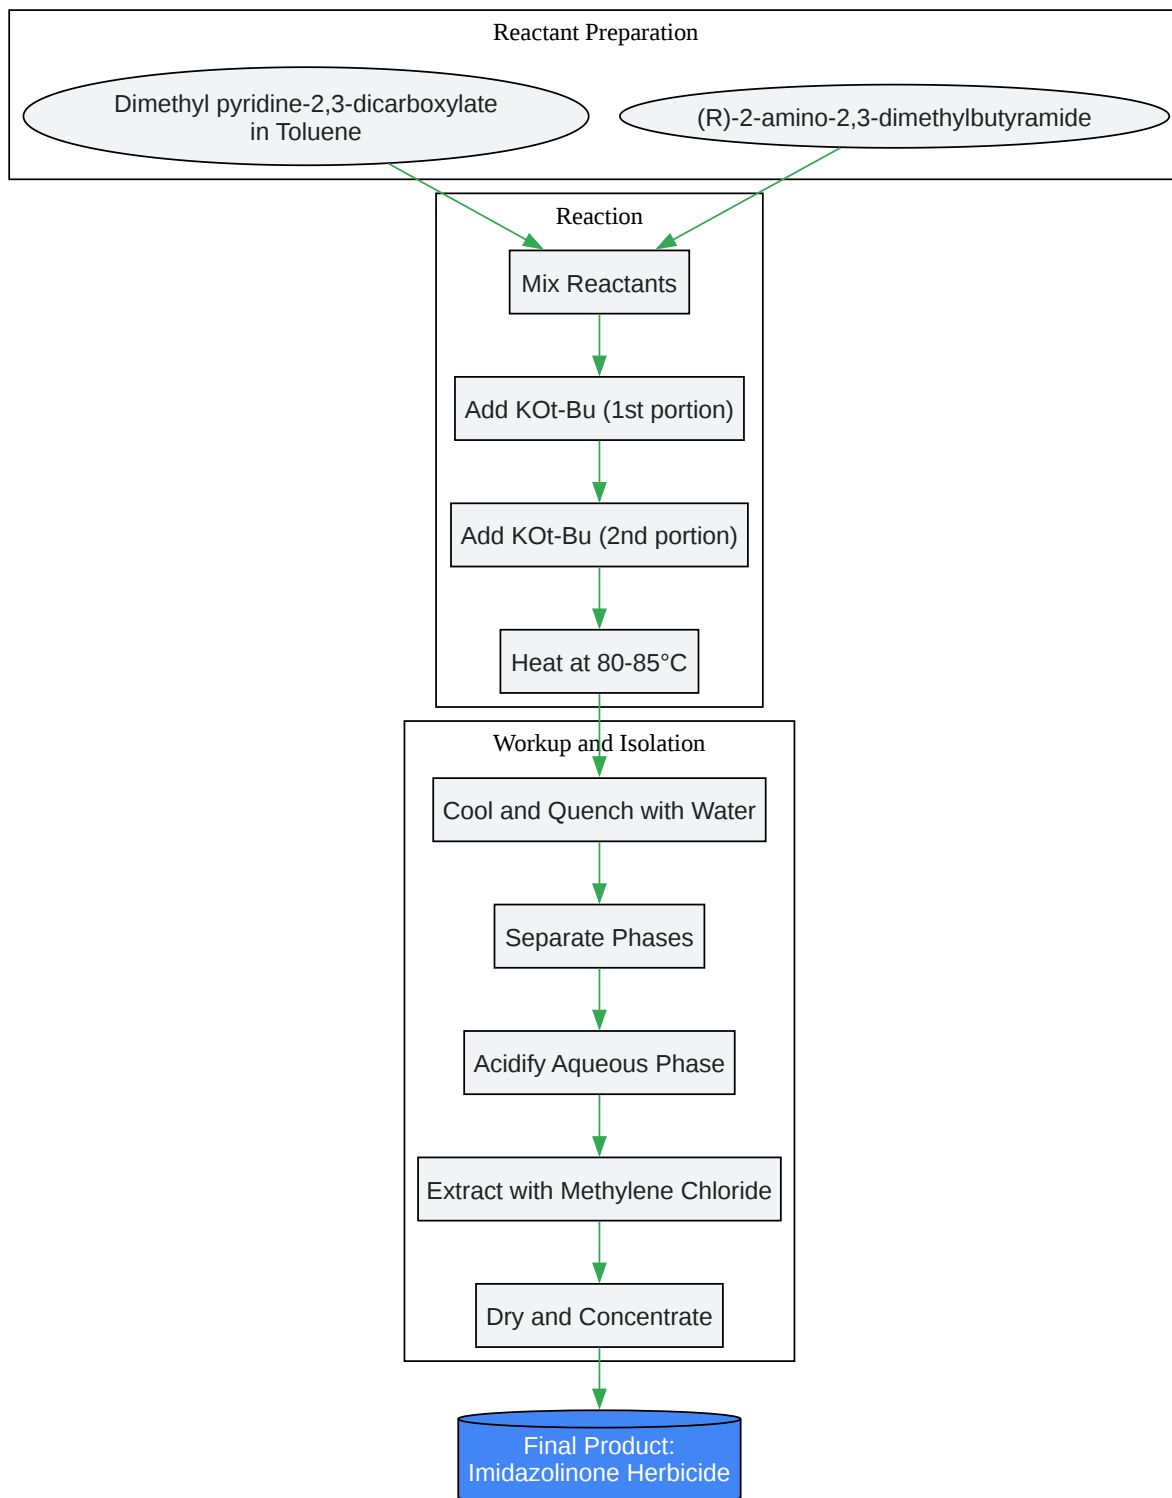 Reactant Preparation
Dimethyl pyridine-2,3-dicarboxylate
in Toluene
(R)-2-amino-2,3-dimethylbutyramide
Reaction
Mix Reactants
Add KOt-Bu (1st portion)
Add KOt-Bu (2nd portion)
Heat at 80-85°C
Workup and Isolation
Cool and Quench with Water
Separate Phases
Acidify Aqueous Phase
Extract with Methylene Chloride
Dry and Concentrate
Final Product:
Imidazolinone Herbicide